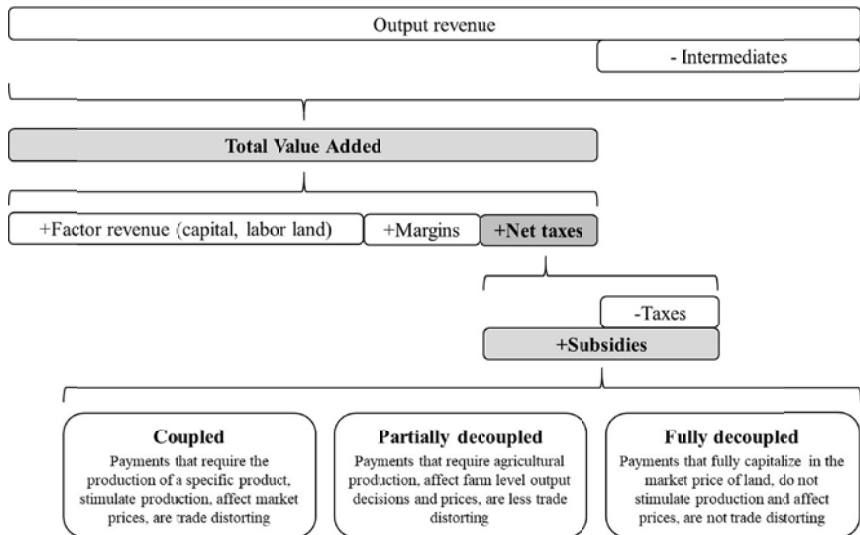 Output revenue
- Intermediates
Total Value Added
+Factor revenue (capital, labor land)
+Margins
+Net taxes
-Taxes
+Subsidies
Coupled
Payments that require the
production of a specific product,
stimulate production, affect market
prices, are trade distorting
Partially decoupled
Payments that require agricultural
production, affect farm level output
decisions and prices, are less trade
distorting
Fully decoupled
Payments that fully capitalize in the
market price of land, do not
stimulate production and affect
prices, are not trade distorting